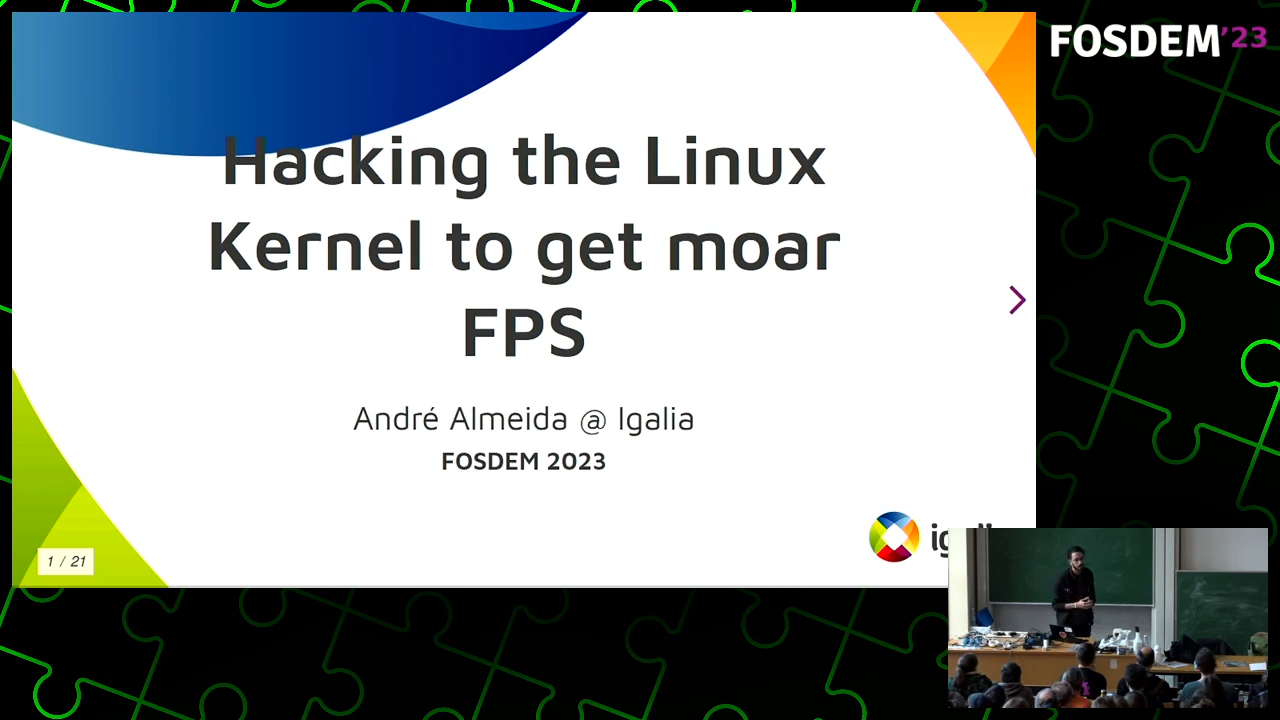 FOSDEM'23
Hacking the Linux
Kernel to get moar
FPS
André Almeida @ Igalia
FOSDEM 2023
1 / 21